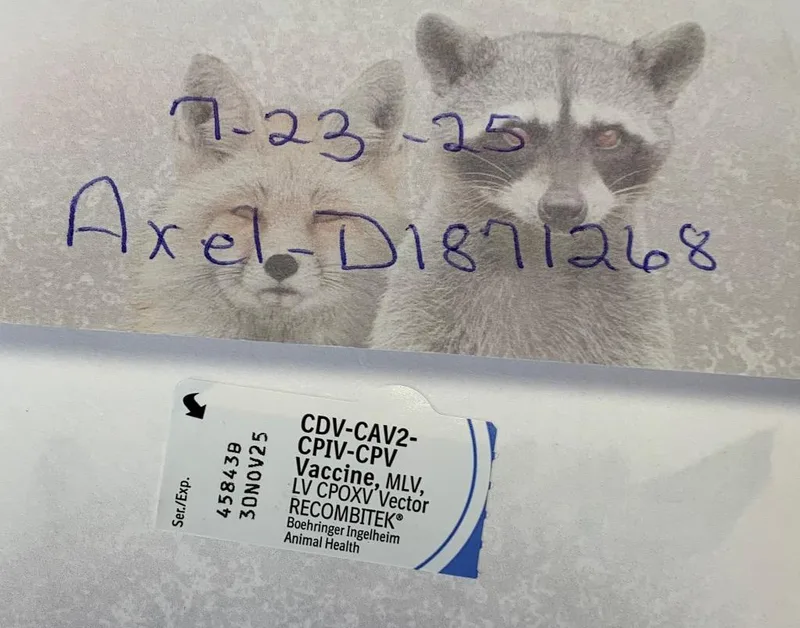 7-23-25
Axel-D1871268
Ser./Exp.
45843B
30NOV25
CDV-CAV2-
CPIV-CPV
Vaccine, MLV,
LV CPOXV Vector
RECOMBITEK®
Boehringer Ingelheim
Animal Health